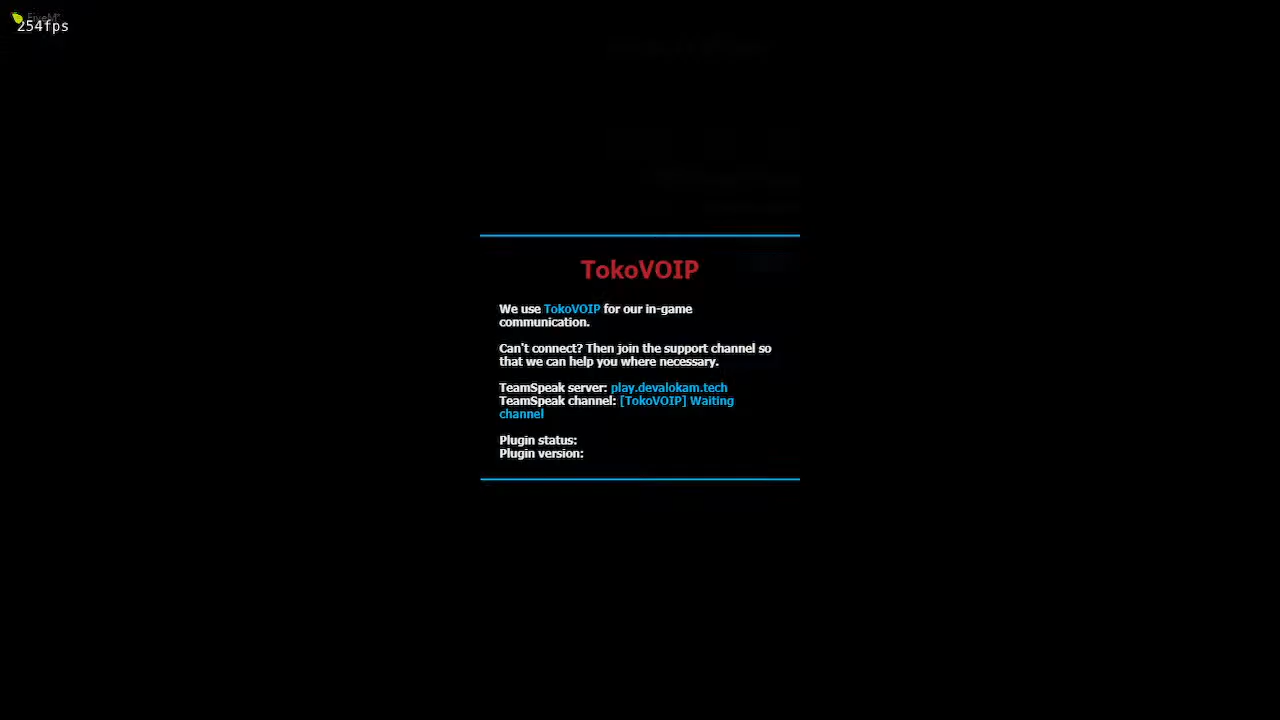 FiveM
254fps
TokoVOIP
We use TokoVOIP for our in-game
communication.
Can't connect? Then join the support channel so
that we can help you where necessary.
TeamSpeak server: play.devalokam.tech
TeamSpeak channel: [TokoVOIP] Waiting
channel
Plugin status:
Plugin version: